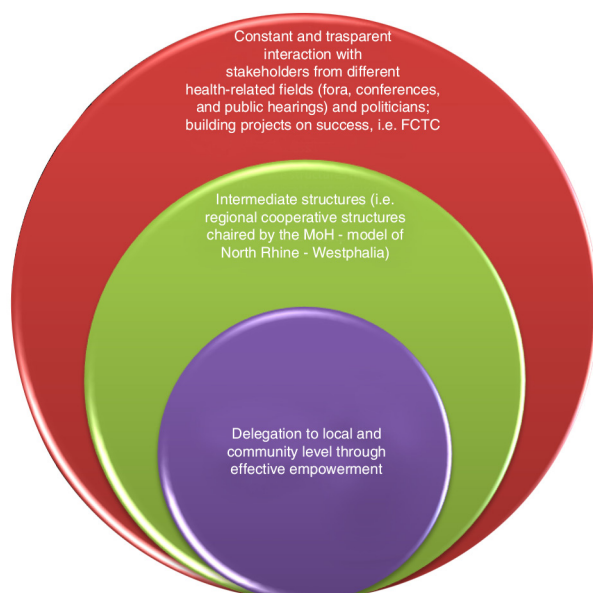 Constant and trasparent
interaction with
stakeholders from different
health-related fields (fora, conferences,
and public hearings) and politicians;
building projects on success, i.e. FCTC
Intermediate structures (i.e.
regional cooperative structures
chaired by the MoH - model of
North Rhine - Westphalia)
Delegation to local and
community level through
effective empowerment